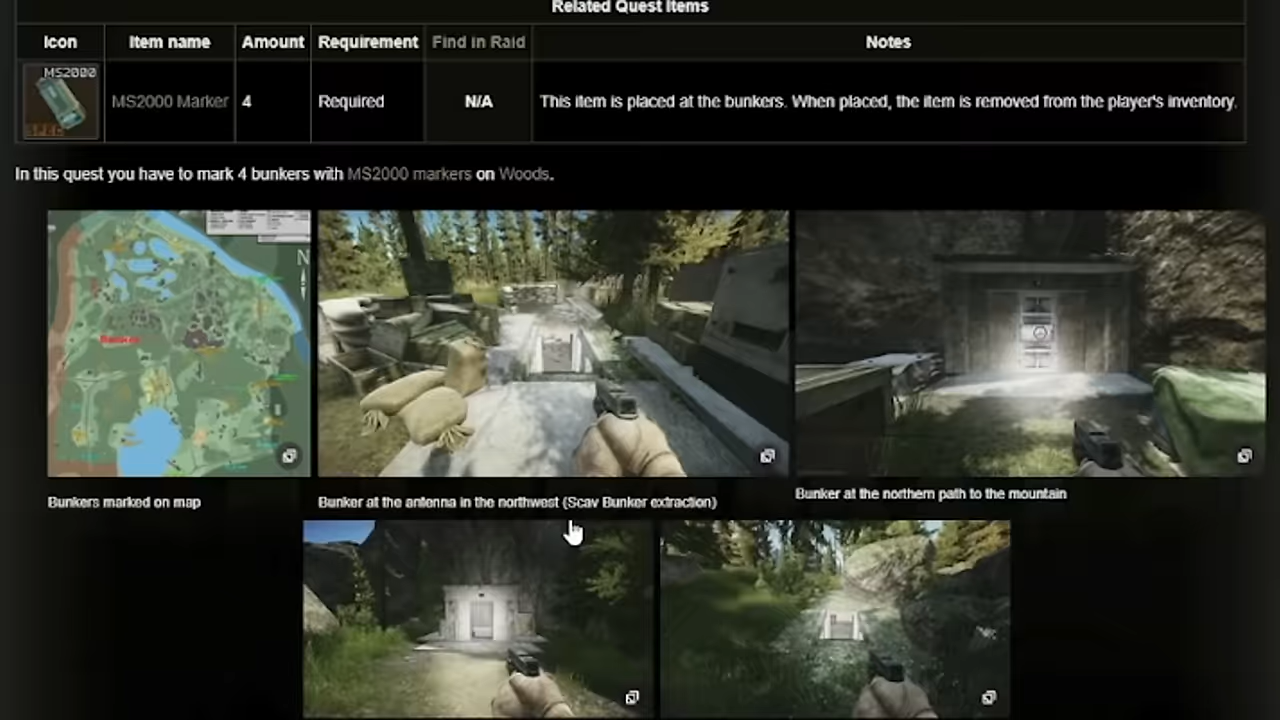 Related Quest Items
Icon Item name Amount Requirement Find in Raid Notes
MS2000
SPEC
MS2000 Marker 4 Required N/A This item is placed at the bunkers. When placed, the item is removed from the player's inventory.
In this quest you have to mark 4 bunkers with MS2000 markers on Woods.
N
Bunkers marked on map
Bunker at the antenna in the northwest (Scav Bunker extraction)
Bunker at the northern path to the mountain